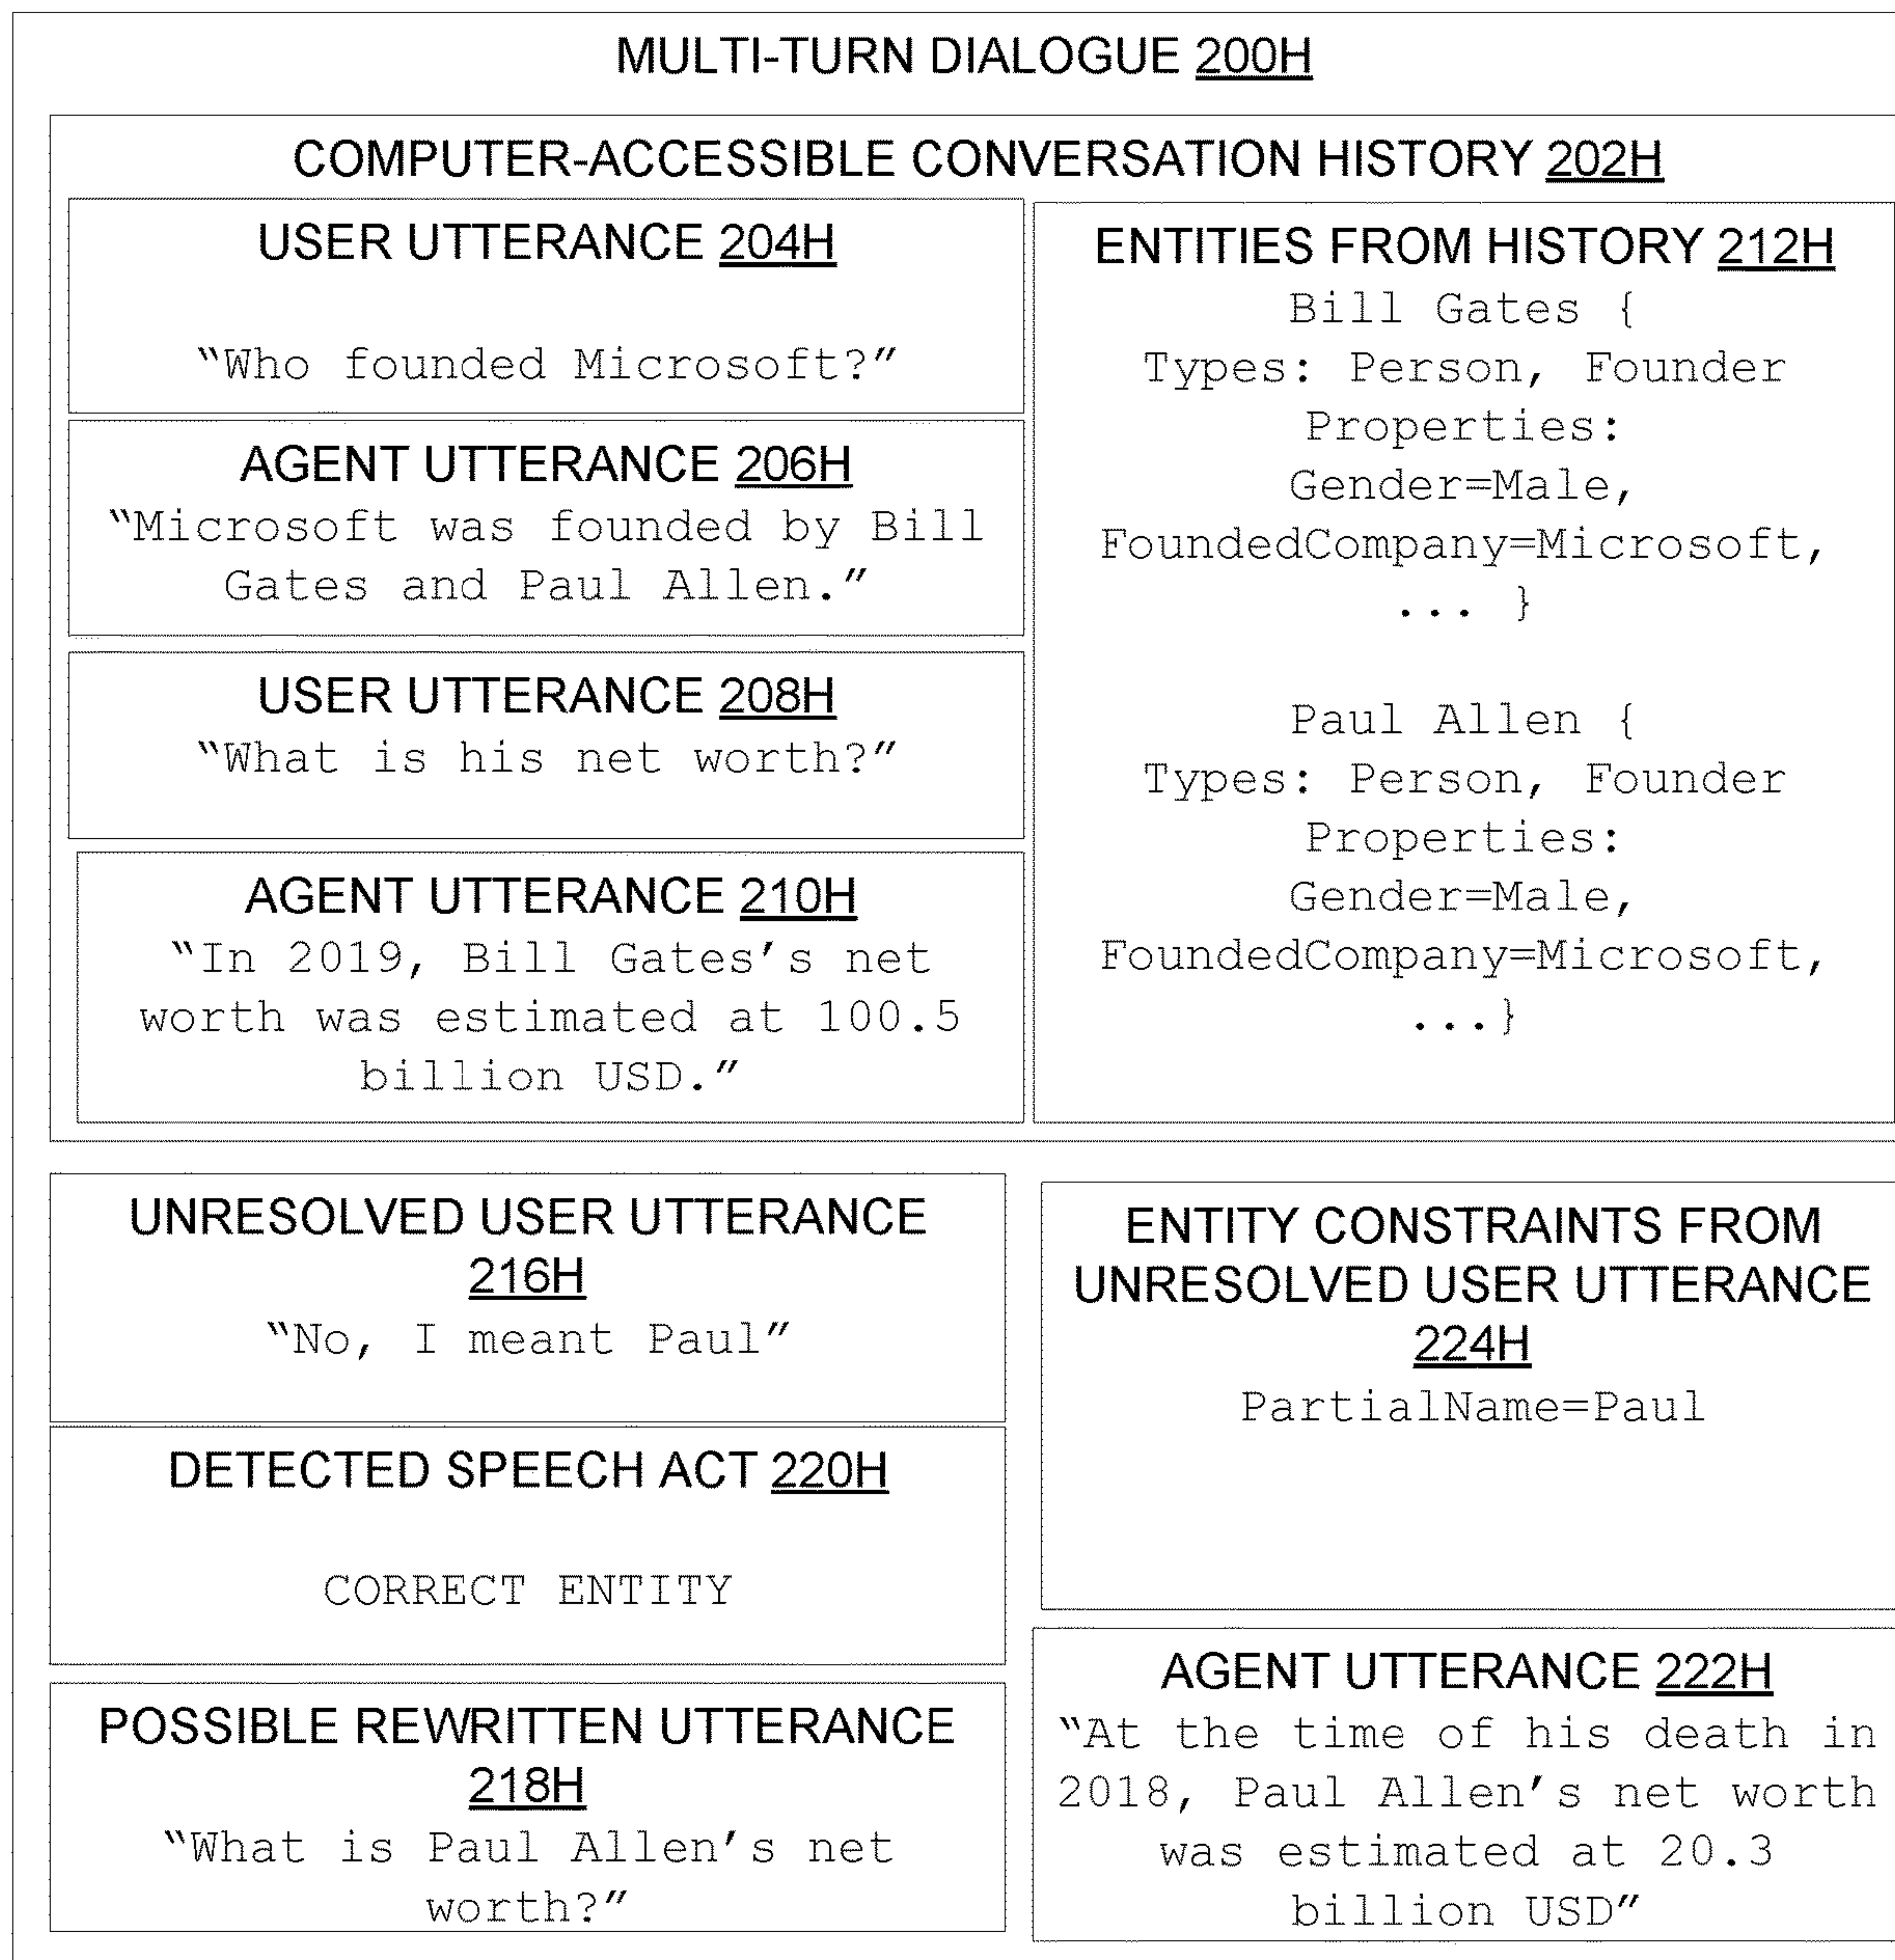 MULTI-TURN DIALOGUE 200H
COMPUTER-ACCESSIBLE CONVERSATION HISTORY 202H
USER UTTERANCE 204H
“Who founded Microsoft?”
AGENT UTTERANCE 206H
“Microsoft was founded by Bill
Gates and Paul Allen.”
USER UTTERANCE 208H
“What is his net worth?”
AGENT UTTERANCE 210H
“In 2019, Bill Gates’s net
worth was estimated at 100.5
billion USD.”
ENTITIES FROM HISTORY 212H
Bill Gates {
Types: Person, Founder
Properties:
Gender=Male,
FoundedCompany=Microsoft,
... }
Paul Allen {
Types: Person, Founder
Properties:
Gender=Male,
FoundedCompany=Microsoft,
...}
UNRESOLVED USER UTTERANCE
216H
“No, I meant Paul”
DETECTED SPEECH ACT 220H
CORRECT ENTITY
POSSIBLE REWRITTEN UTTERANCE
218H
“What is Paul Allen’s net
worth?”
ENTITY CONSTRAINTS FROM
UNRESOLVED USER UTTERANCE
224H
PartialName=Paul
AGENT UTTERANCE 222H
“At the time of his death in
2018, Paul Allen’s net worth
was estimated at 20.3
billion USD”